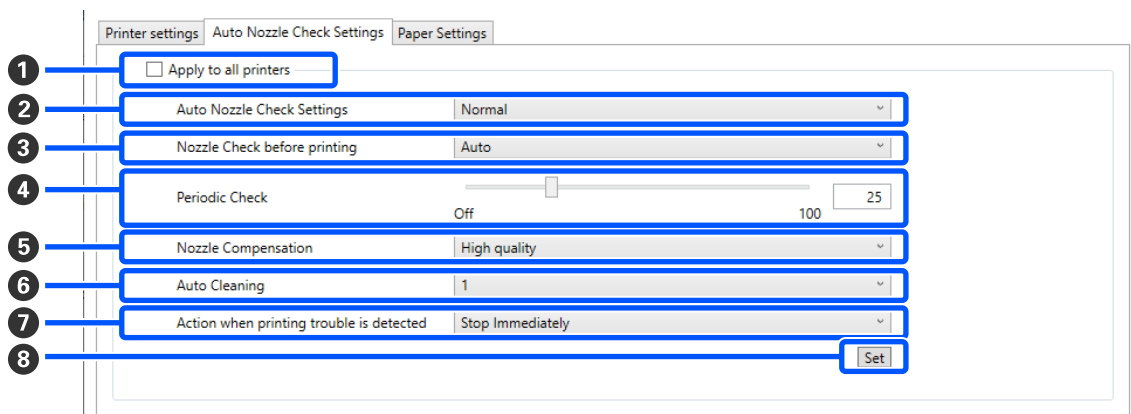 Printer settings Auto Nozzle Check Settings Paper Settings
1 Apply to all printers
2 Auto Nozzle Check Settings Normal
3 Nozzle Check before printing Auto
4 Periodic Check 25
Off 100
5 Nozzle Compensation High quality
6 Auto Cleaning 1
7 Action when printing trouble is detected Stop Immediately
8 Set